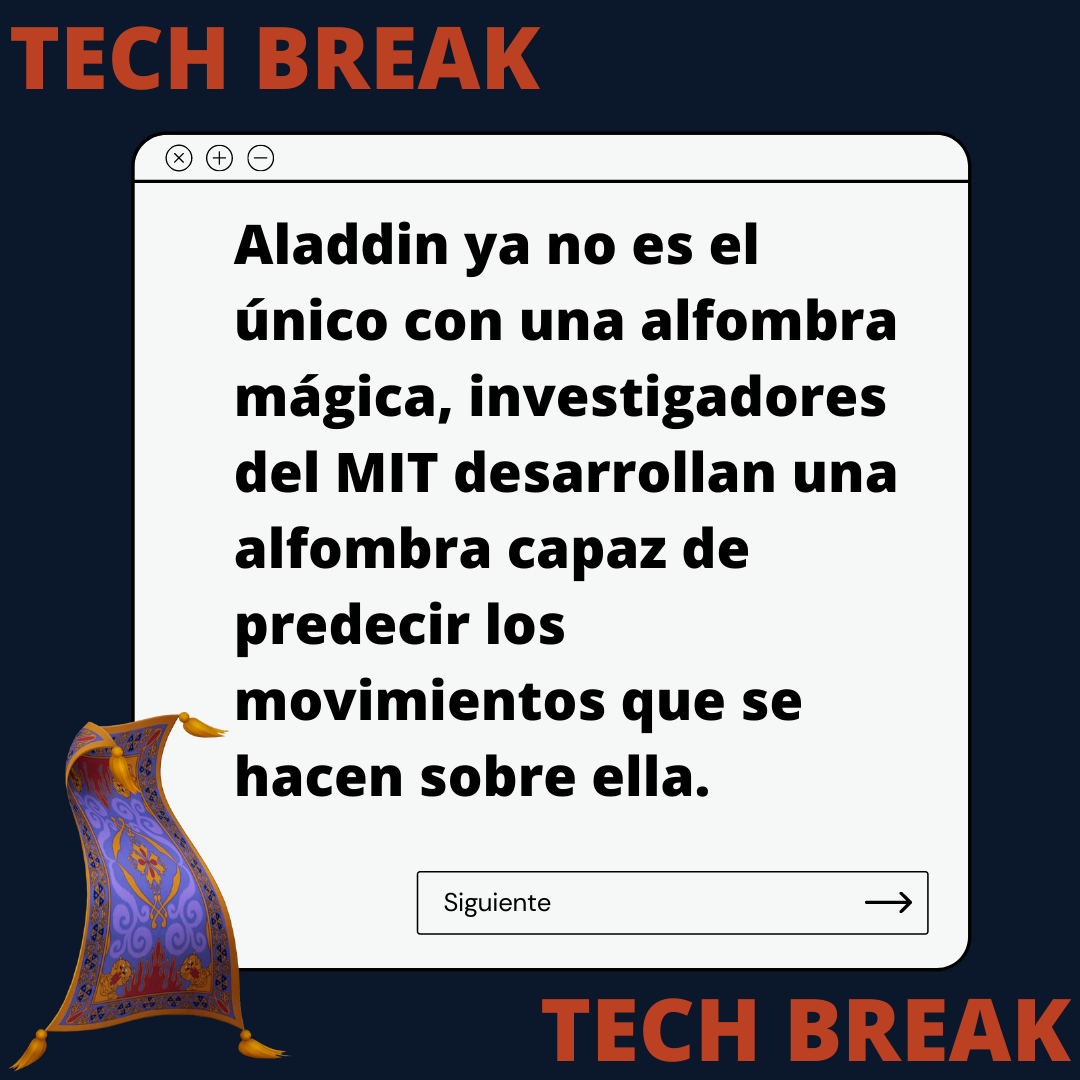 TECH BREAK
Aladdin ya no es el
único con una alfombra
mágica, investigadores
del MIT desarrollan una
alfombra capaz de
predecir los
movimientos que se
hacen sobre ella.
Siguiente
TECH BREAK